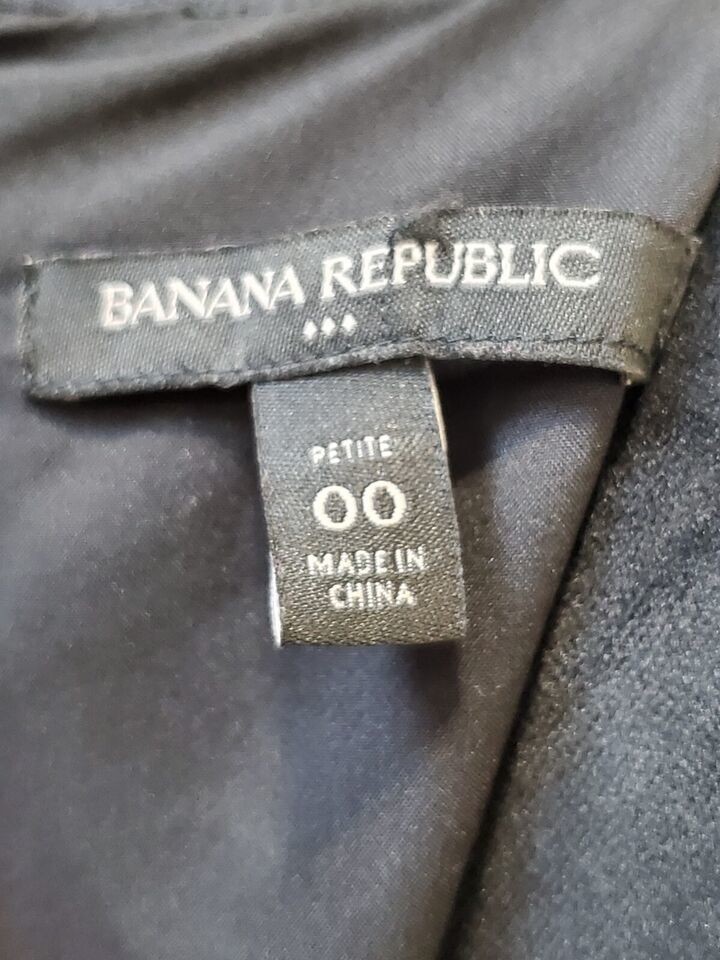 BANANA REPUBLIC
♦♦♦
PETITE
00
MADE IN
CHINA